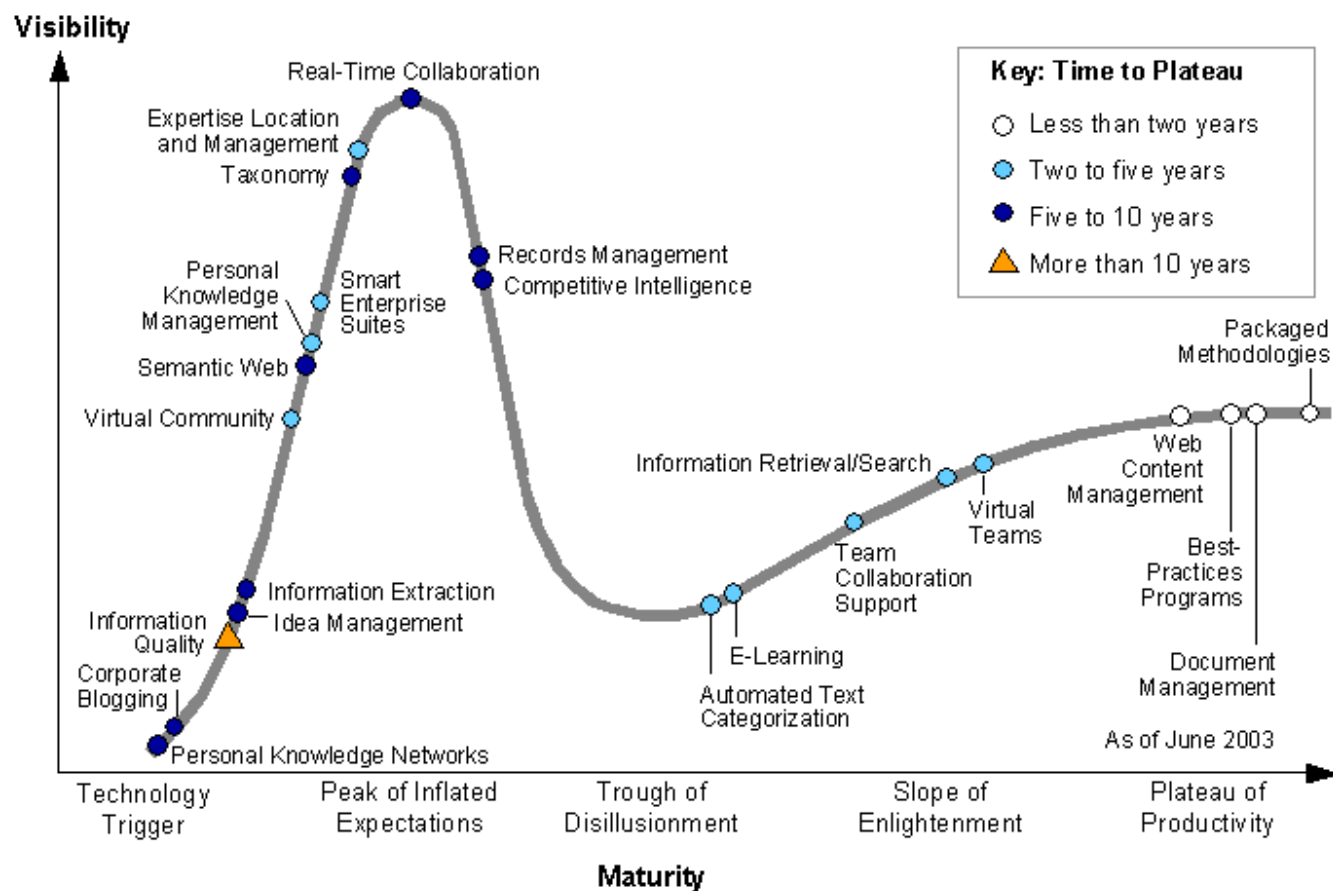 Visibility
Real-Time Collaboration
Expertise Location
and Management
Taxonomy
Personal
Knowledge
Management
Smart
Enterprise
Suites
Semantic Web
Virtual Community
Information Extraction
Idea Management
Information
Quality
Corporate
Blogging
Personal Knowledge Networks
Records Management
Competitive Intelligence
Key: Time to Plateau
Less than two years
Two to five years
Five to 10 years
More than 10 years
Packaged
Methodologies
Information Retrieval/Search
Virtual
Teams
Web
Content
Management
Team
Collaboration
Support
Best-
Practices
Programs
E-Learning
Automated Text
Categorization
Document
Management
As of June 2003
Technology
Trigger
Peak of Inflated
Expectations
Trough of
Disillusionment
Slope of
Enlightenment
Plateau of
Productivity
Maturity